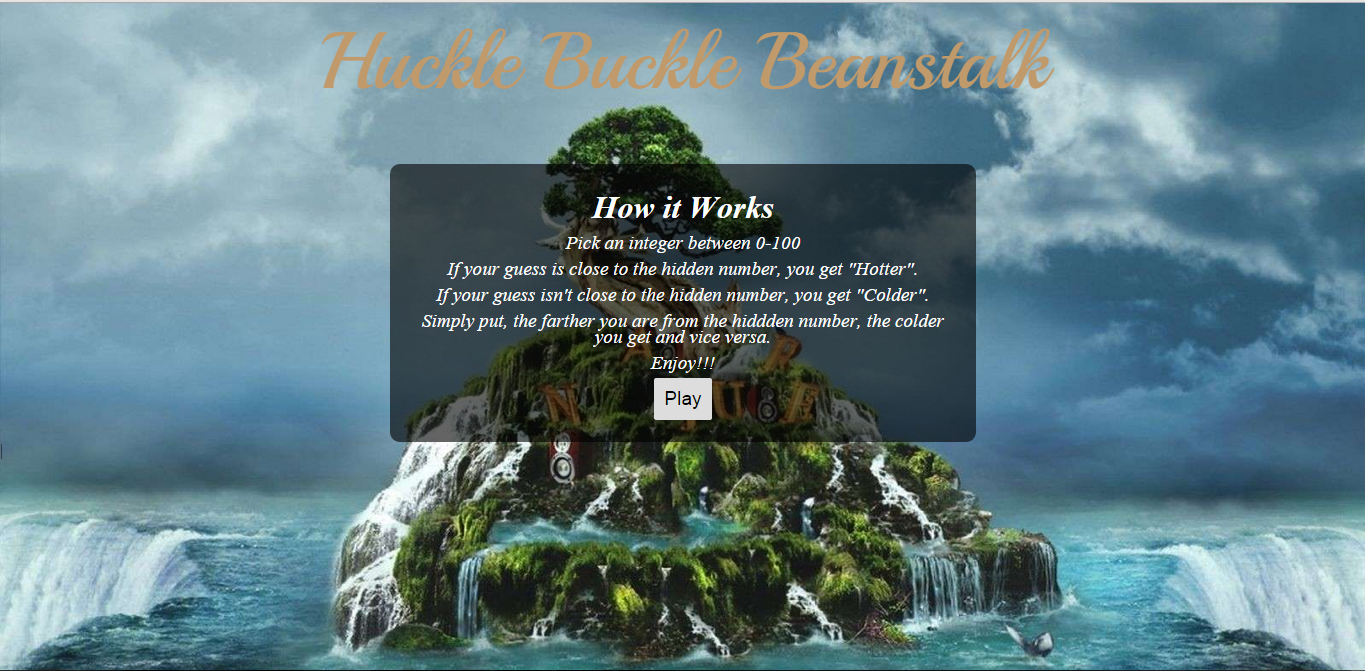 Huckle Buckle Beanstalk
How it Works
Pick an integer between 0-100
If your guess is close to the hidden number, you get "Hotter".
If your guess isn't close to the hidden number, you get "Colder".
Simply put, the farther you are from the hiddden number, the colder
you get and vice versa.
Enjoy!!!
Play